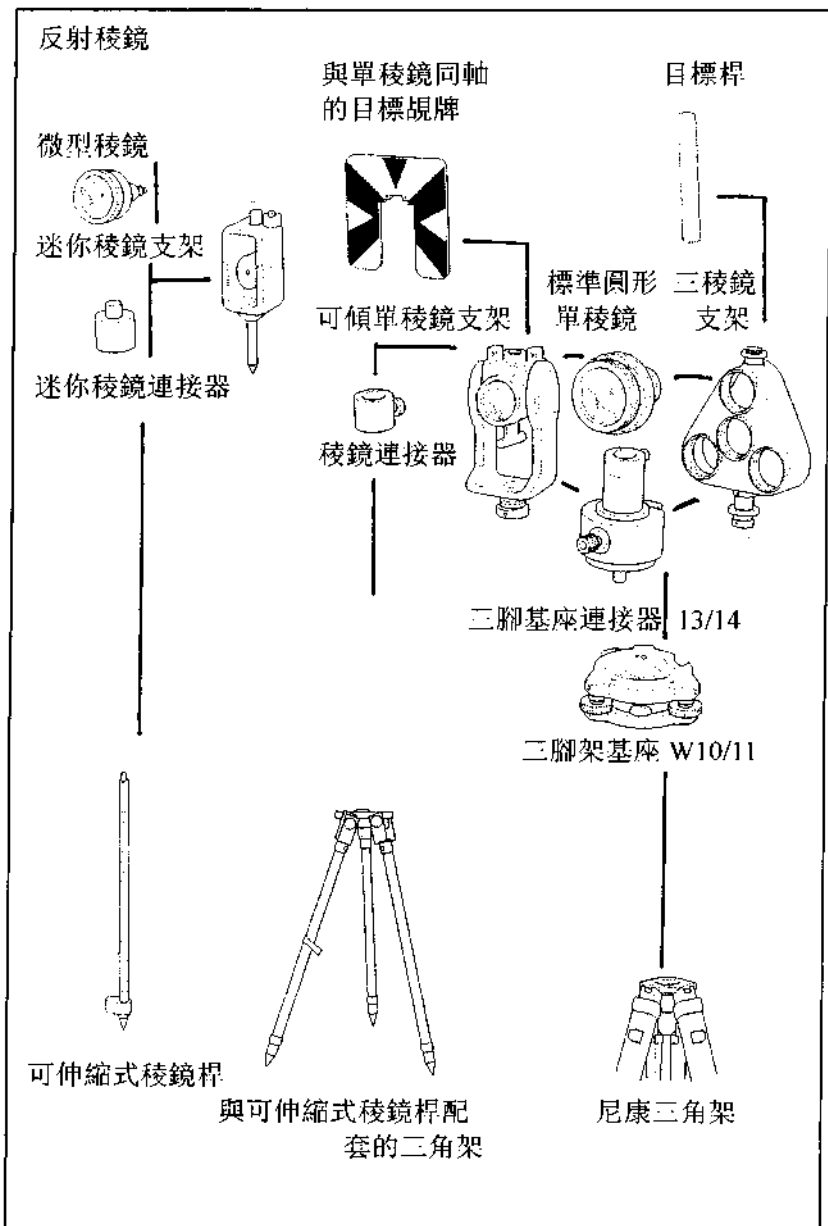 反射稜鏡
與單稜鏡同軸
的目標覘牌
目標桿
微型稜鏡
迷你稜鏡支架
可傾單稜鏡支架
標準圓形
單稜鏡
三稜鏡
支架
迷你稜鏡連接器
稜鏡連接器
三腳基座連接器 13/14
三腳架基座 W10/11
可伸縮式稜鏡桿
與可伸縮式稜鏡桿配
套的三角架
尼康三角架